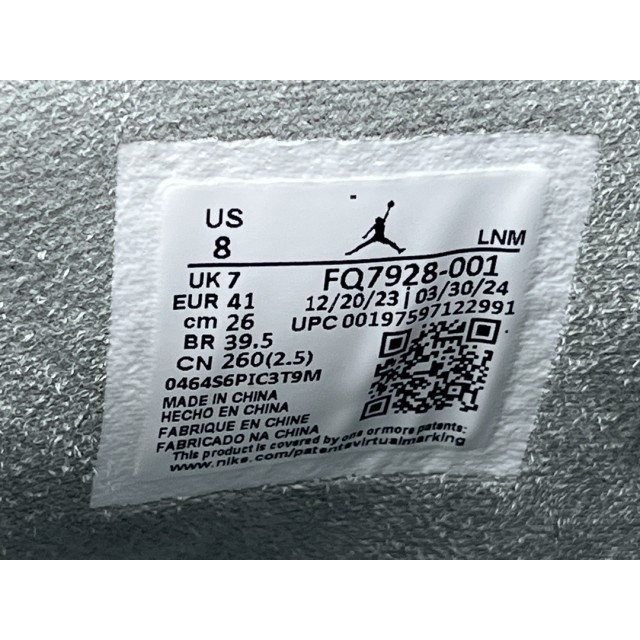 US
8
LNM
UK 7
EUR 41
cm 26
BR 39.5
CN 260(2.5)
FQ7928-001
12/20/23 | 03/30/24
UPC 00197597122991
0464S6PIC3T9M
MADE IN CHINA
HECHO EN CHINA
FABRIQUE EN CHINE
FABRICADO NA CHINA
This product is covered by one or more patents:
www.nike.com/patentsvirtualmarking